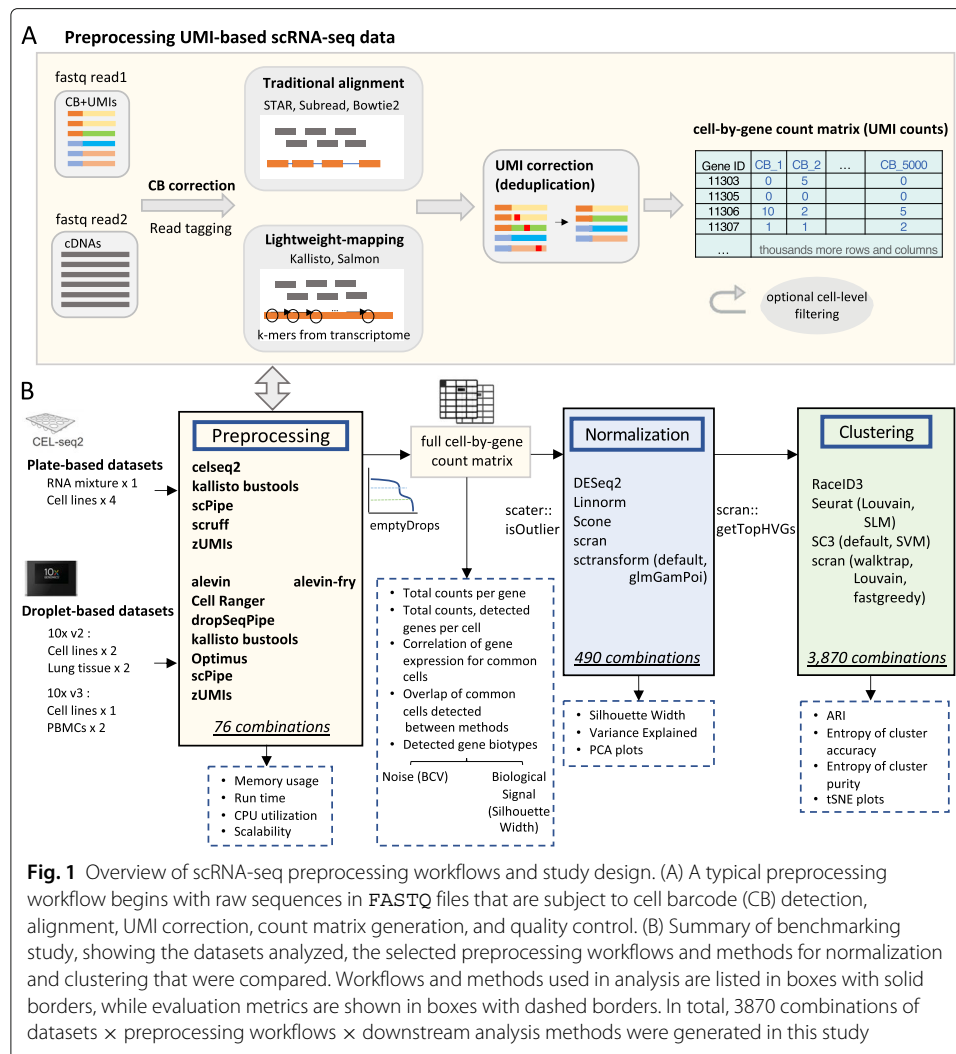 A
Preprocessing UMI-based scRNA-seq data
fastq read1
CB+UMIs
fastq read2
cDNAs
CB correction
Read tagging
Traditional alignment
STAR, Subread, Bowtie2
Lightweight-mapping
Kallisto, Salmon
...
k-mers from transcriptome
UMI correction
(deduplication)
cell-by-gene count matrix (UMI counts)
Gene ID CB_1 CB_2 ... CB_5000
11303 0 5 0
11305 0 0 0
11306 10 2 5
11307 1 1 2
... thousands more rows and columns
optional cell-level
filtering
B
CEL-seq2
Plate-based datasets
RNA mixture x 1
Cell lines x 4
10x
Droplet-based datasets
10x v2 :
Cell lines x 2
Lung tissue x 2
10x v3 :
Cell lines x 1
PBMCs x 2
Preprocessing
celseq2
kallisto bustools
scPipe
scruff
zUMIs
alevin alevin-fry
Cell Ranger
dropSeqPipe
kallisto bustools
Optimus
scPipe
zUMIs
76 combinations
• Memory usage
• Run time
• CPU utilization
• Scalability
emptyDrops
full cell-by-gene
count matrix
• Total counts per gene
• Total counts, detected
genes per cell
• Correlation of gene
expression for common
cells
• Overlap of common
cells detected
between methods
• Detected gene biotypes
Noise (BCV)
Biological
Signal
(Silhouette
Width)
scater::
isOutlier
Normalization
DESeq2
Linnorm
Scone
scran
sctransform (default,
glmGamPoi)
490 combinations
• Silhouette Width
• Variance Explained
• PCA plots
scran::
getTopHVGs
Clustering
RaceID3
Seurat (Louvain,
SLM)
SC3 (default, SVM)
scran (walktrap,
Louvain,
fastgreedy)
3,870 combinations
• ARI
• Entropy of cluster
accuracy
• Entropy of cluster
purity
• tSNE plots
Fig. 1 Overview of scRNA-seq preprocessing workflows and study design. (A) A typical preprocessing
workflow begins with raw sequences in FASTQ files that are subject to cell barcode (CB) detection,
alignment, UMI correction, count matrix generation, and quality control. (B) Summary of benchmarking
study, showing the datasets analyzed, the selected preprocessing workflows and methods for normalization
and clustering that were compared. Workflows and methods used in analysis are listed in boxes with solid
borders, while evaluation metrics are shown in boxes with dashed borders. In total, 3870 combinations of
datasets × preprocessing workflows × downstream analysis methods were generated in this study